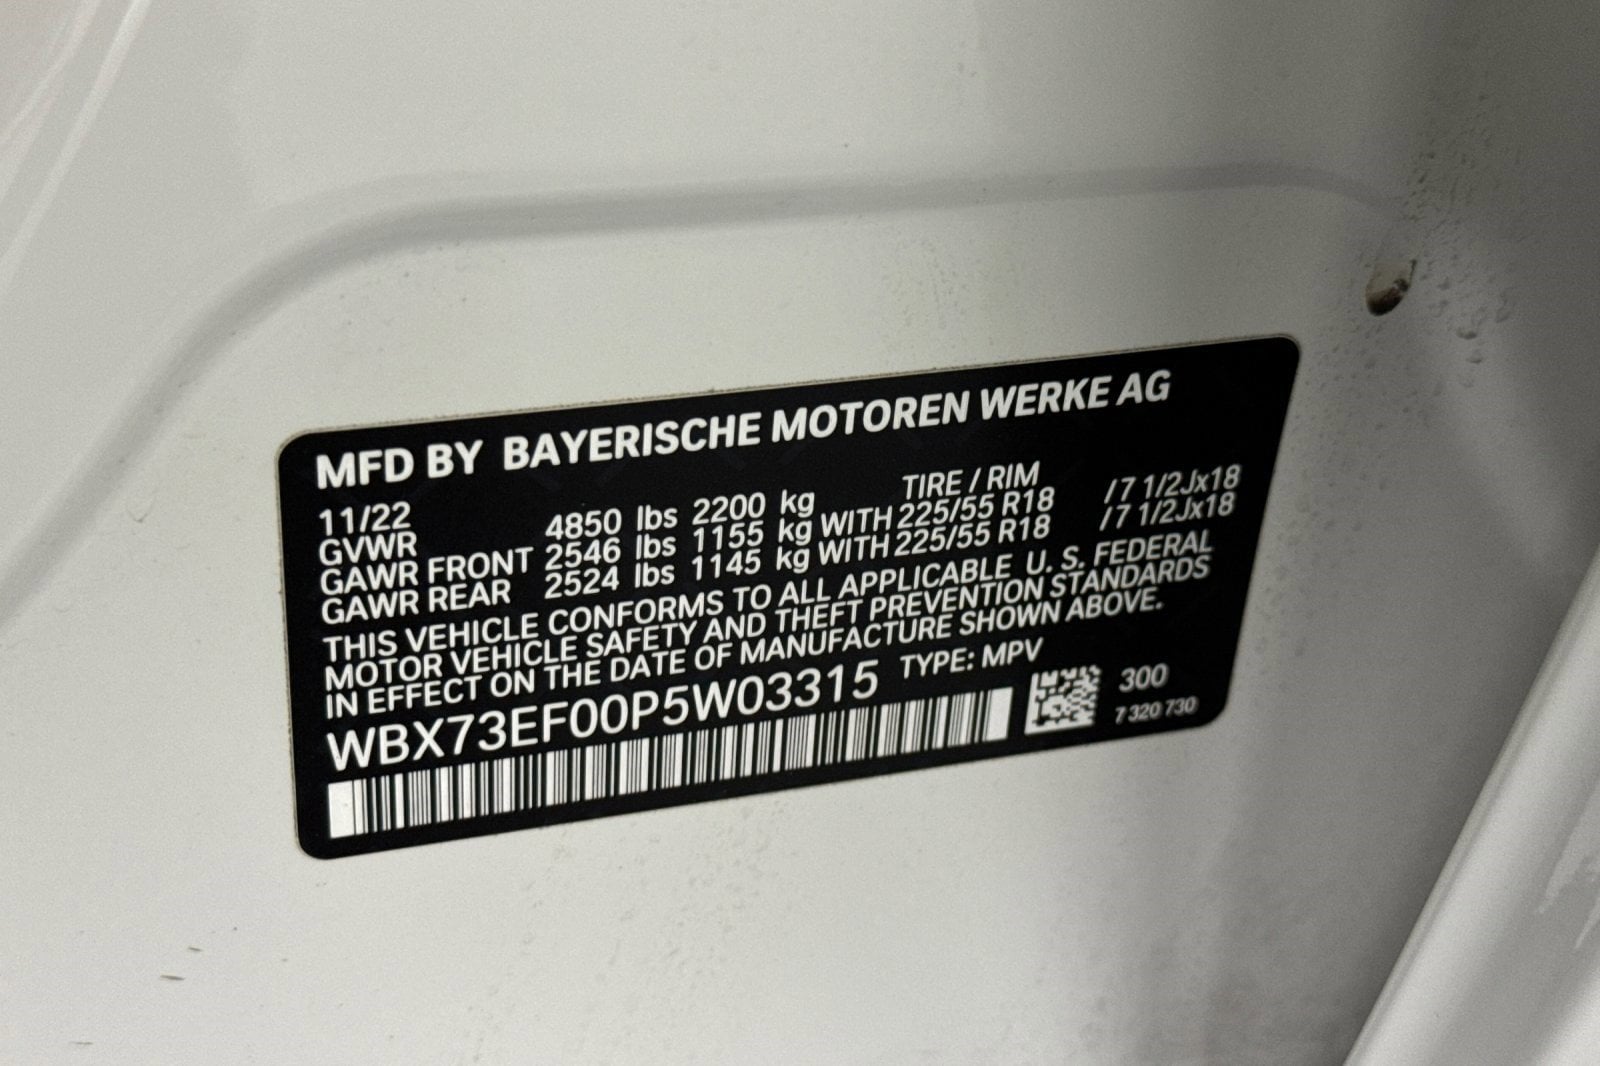 MFD BY BAYERISCHE MOTOREN WERKE AG
11/22 TIRE / RIM
GVWR 4850 lbs 2200 kg
GAWR FRONT 2546 lbs 1155 kg WITH 225/55 R18 /7 1/2Jx18
GAWR REAR 2524 lbs 1145 kg WITH 225/55 R18 /7 1/2Jx18
THIS VEHICLE CONFORMS TO ALL APPLICABLE U. S. FEDERAL
MOTOR VEHICLE SAFETY AND THEFT PREVENTION STANDARDS
IN EFFECT ON THE DATE OF MANUFACTURE SHOWN ABOVE.
WBX73EF00P5W03315 TYPE: MPV
300
7 320 730